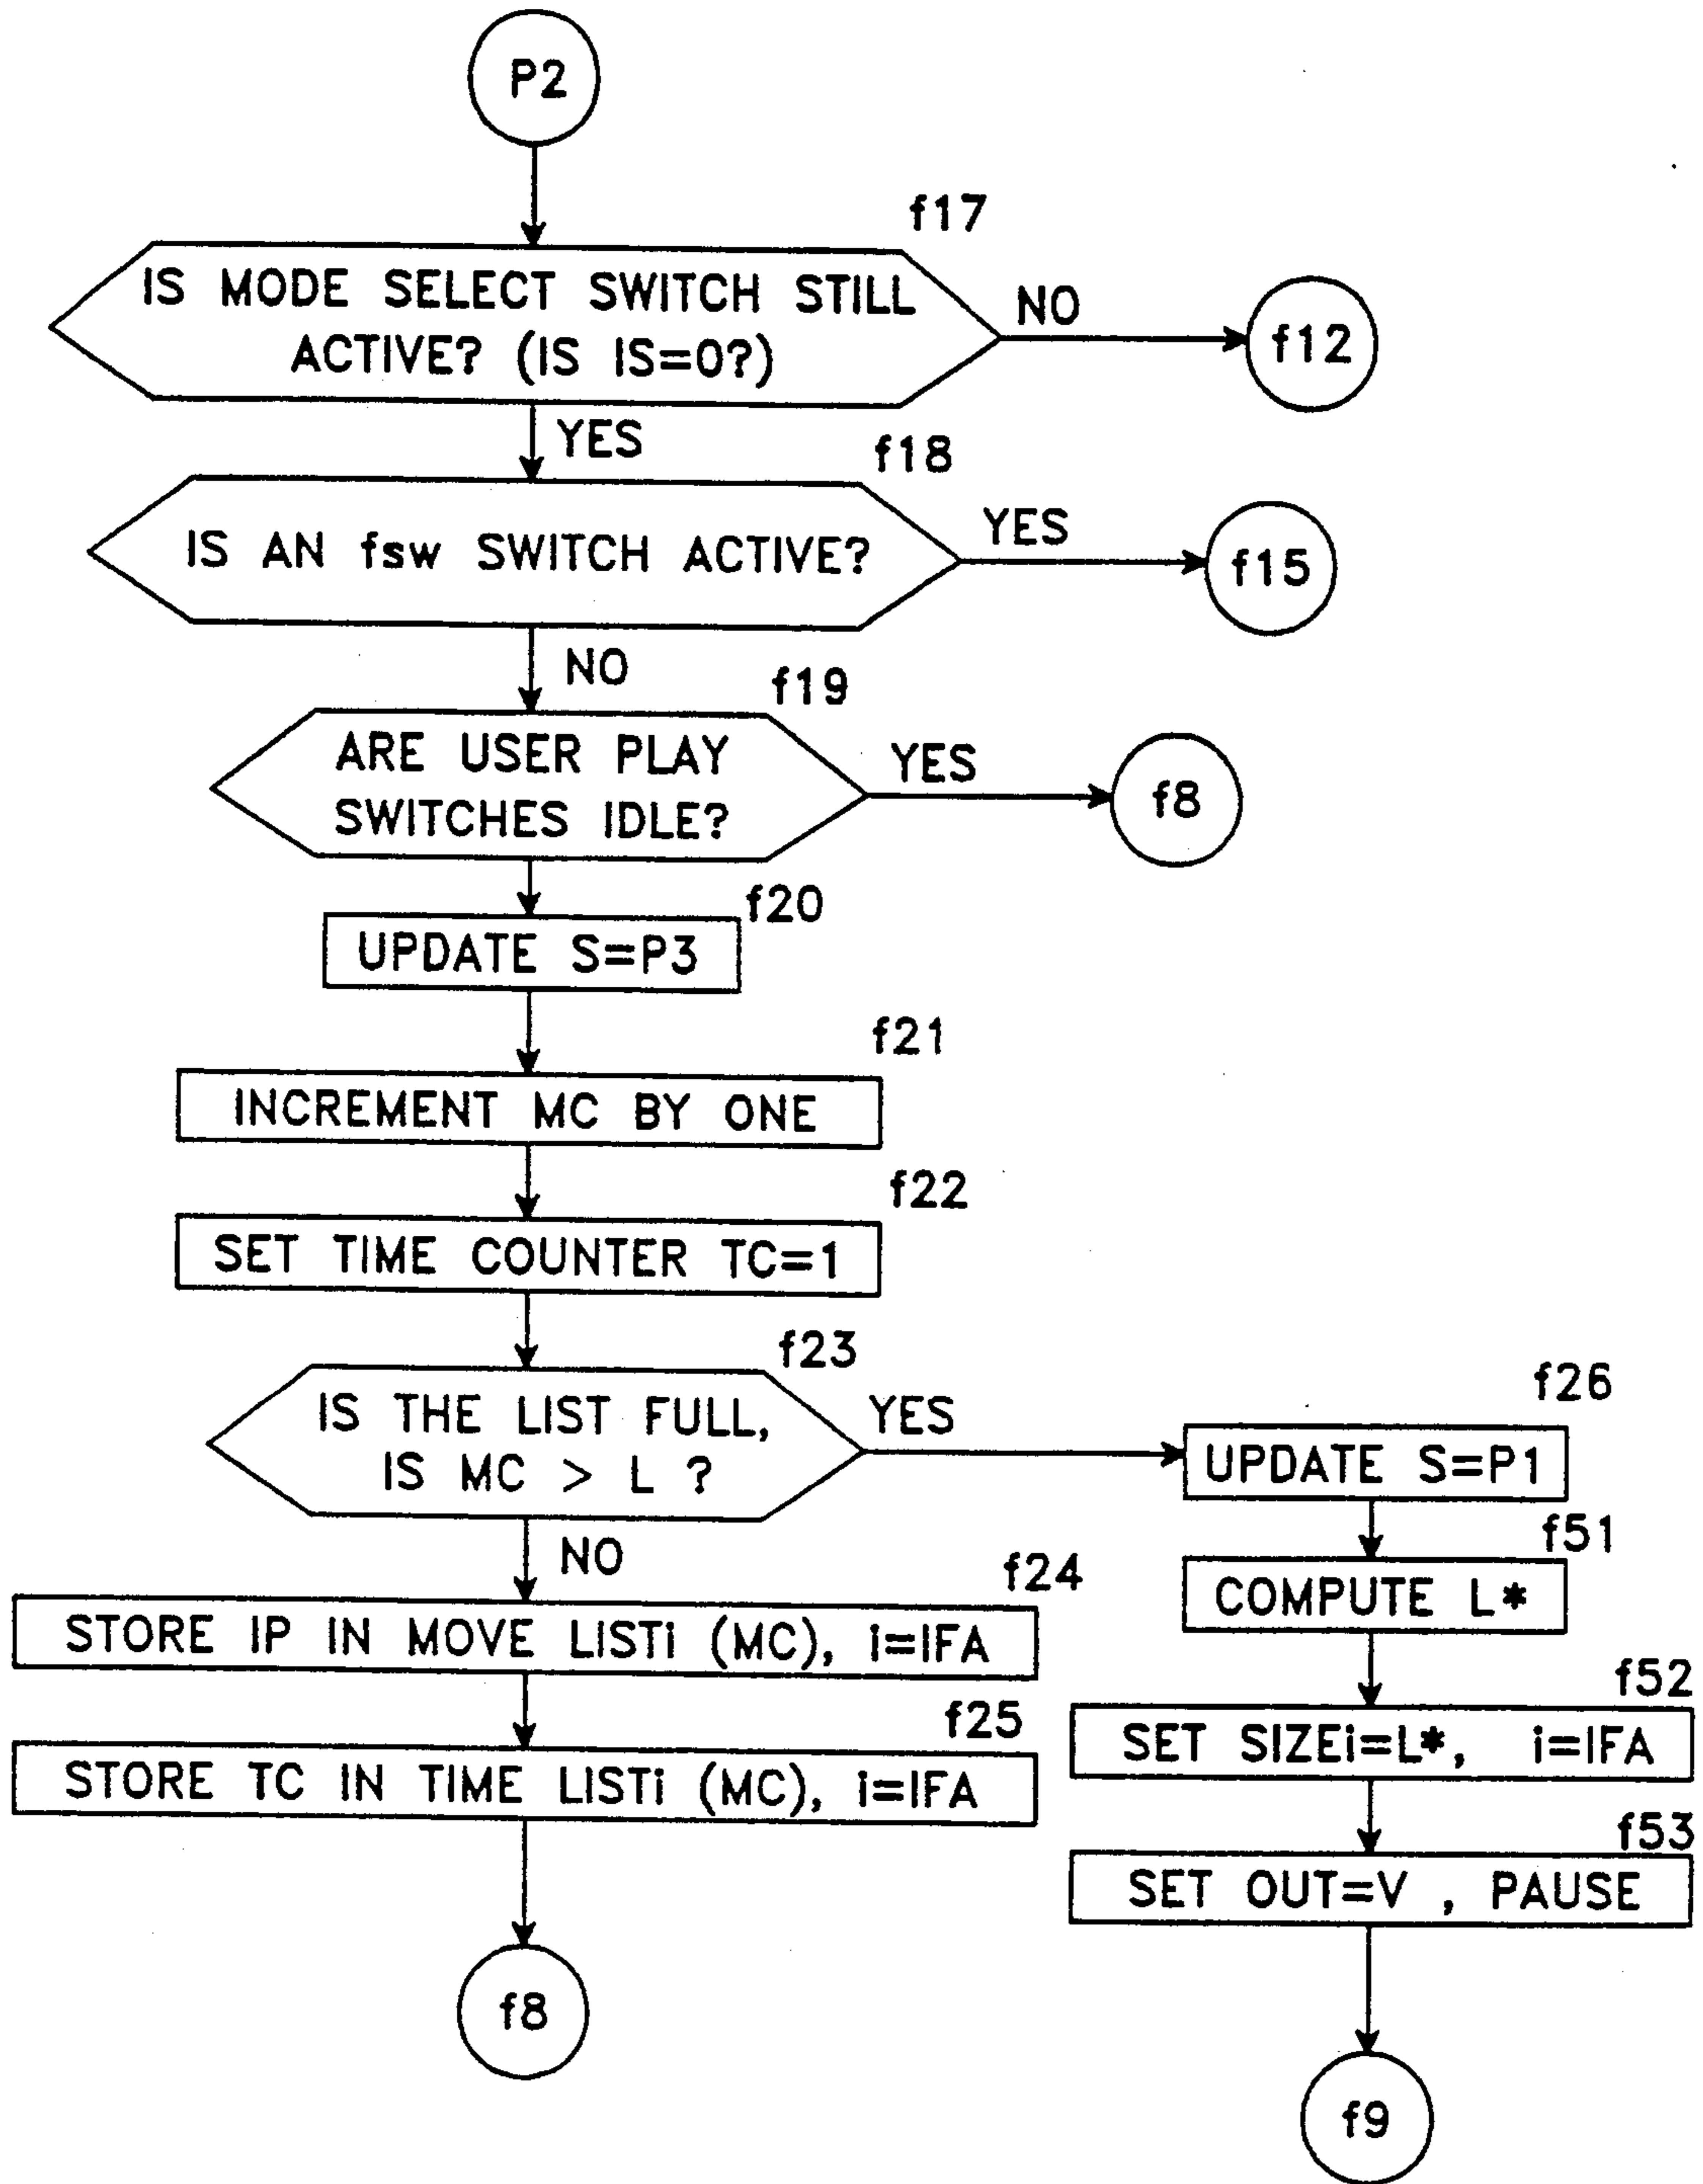 P2
f17
IS MODE SELECT SWITCH STILL
ACTIVE? (IS IS=0?)
NO
f12
YES
f18
IS AN fsw SWITCH ACTIVE?
YES
f15
NO
f19
ARE USER PLAY
SWITCHES IDLE?
YES
f8
f20
UPDATE S=P3
f21
INCREMENT MC BY ONE
f22
SET TIME COUNTER TC=1
f23
IS THE LIST FULL,
IS MC > L ?
YES
NO
f24
STORE IP IN MOVE LISTi (MC), i=IFA
f25
STORE TC IN TIME LISTi (MC), i=IFA
f8
f26
UPDATE S=P1
f51
COMPUTE L*
f52
SET SIZEi=L*, i=IFA
f53
SET OUT=V , PAUSE
f9